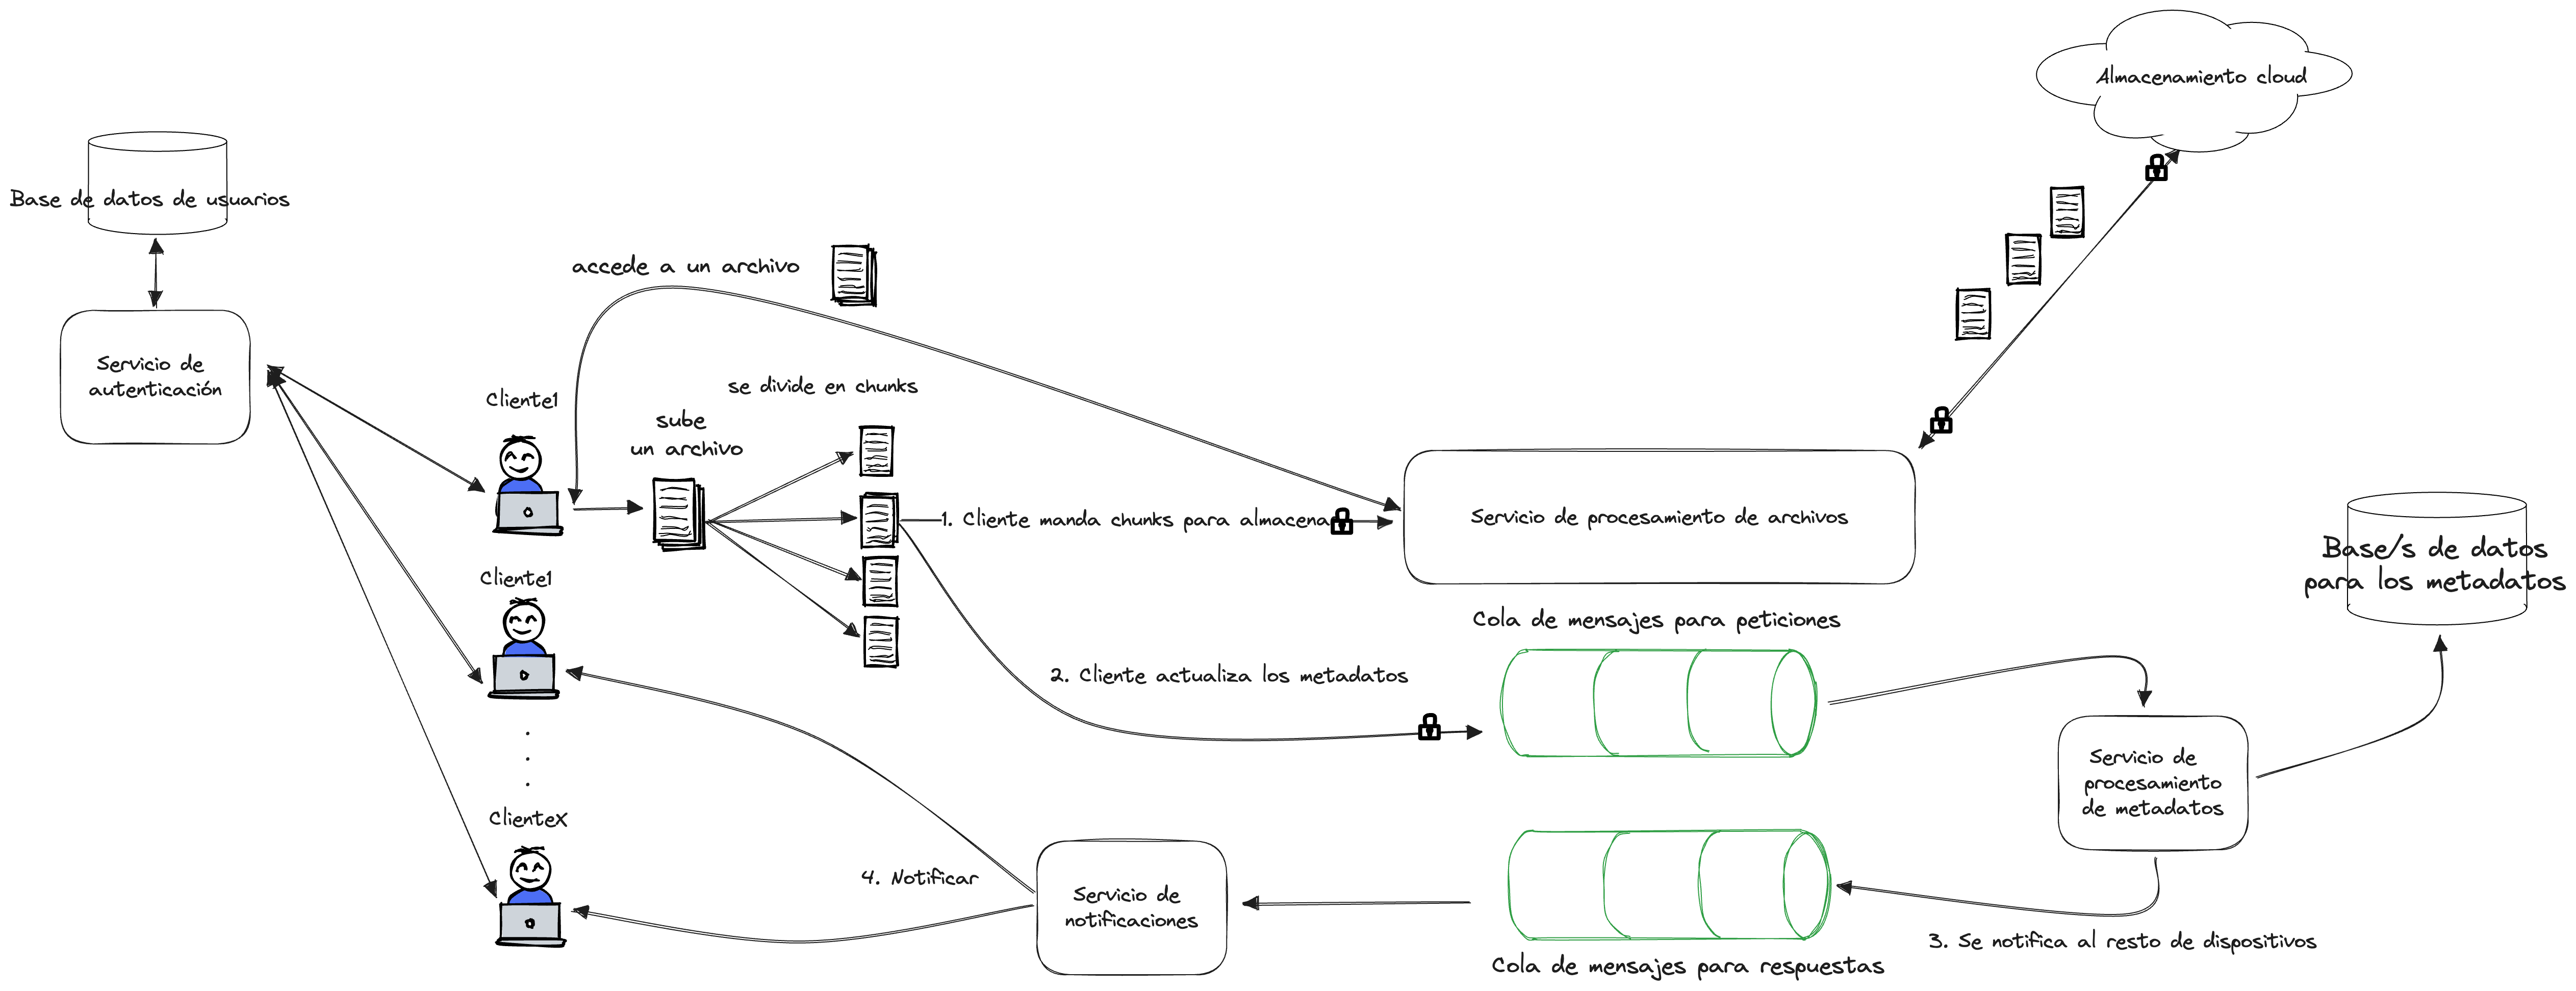 Almacenamiento cloud
Base de datos de usuarios
accede a un archivo
Servicio de
autenticación
se divide en chunks
Cliente1
sube
un archivo
1. Cliente manda chunks para almacena
Servicio de procesamiento de archivos
Base/s de datos
para los metadatos
Cliente1
Cola de mensajes para peticiones
2. Cliente actualiza los metadatos
Servicio de
procesamiento
de metadatos
ClienteX
4. Notificar
Servicio de
notificaciones
3. Se notifica al resto de dispositivos
Cola de mensajes para respuestas